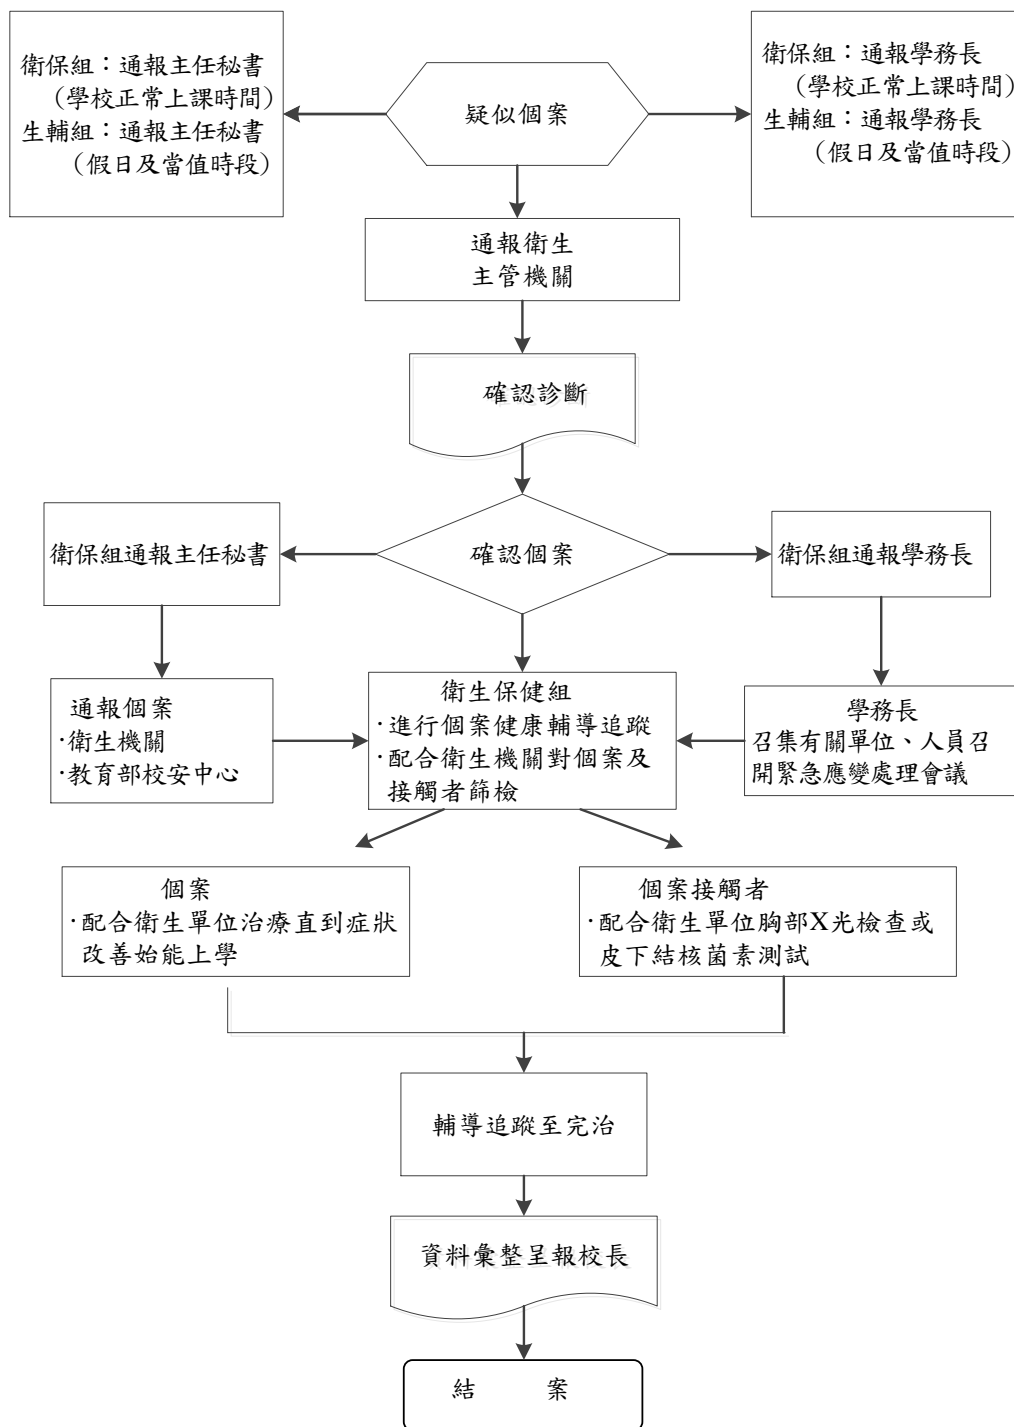 衛保組：通報主任秘書
（學校正常上課時間）
生輔組：通報主任秘書
（假日及當值時段）
疑似個案
衛保組：通報學務長
（學校正常上課時間）
生輔組：通報學務長
（假日及當值時段）
通報衛生
主管機關
確認診斷
衛保組通報主任秘書
確認個案
衛保組通報學務長
通報個案
·衛生機關
·教育部校安中心
衛生保健組
·進行個案健康輔導追蹤
·配合衛生機關對個案及
接觸者篩檢
學務長
召集有關單位、人員召
開緊急應變處理會議
個案
·配合衛生單位治療直到症狀
改善始能上學
個案接觸者
·配合衛生單位胸部X光檢查或
皮下結核菌素測試
輔導追蹤至完治
資料彙整呈報校長
結 案